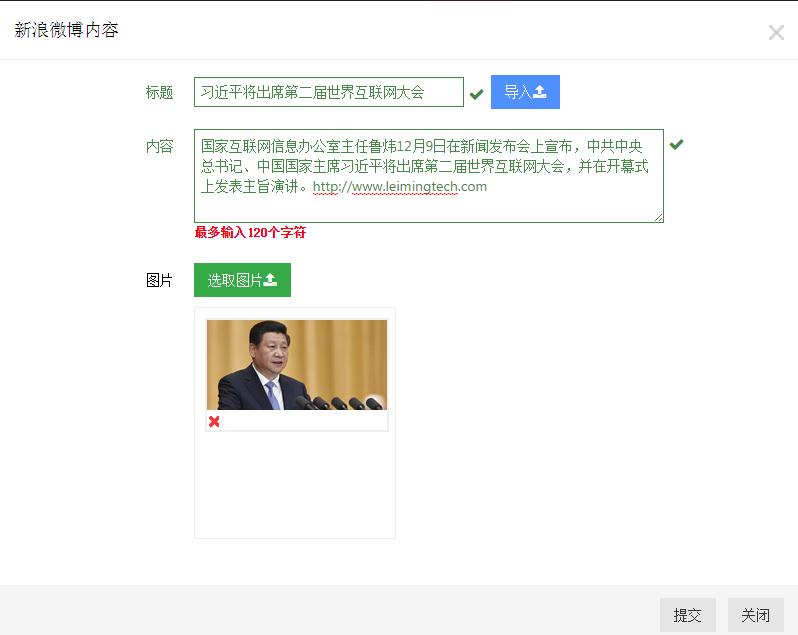 新浪微博内容
标题
习近平将出席第二届世界互联网大会
导入
内容
国家互联网信息办公室主任鲁炜12月9日在新闻发布会上宣布，中共中央
总书记、中国国家主席习近平将出席第二届世界互联网大会，并在开幕式
上发表主旨演讲。http://www.leimingtech.com
最多输入120个字符
图片
选取图片
提交
关闭